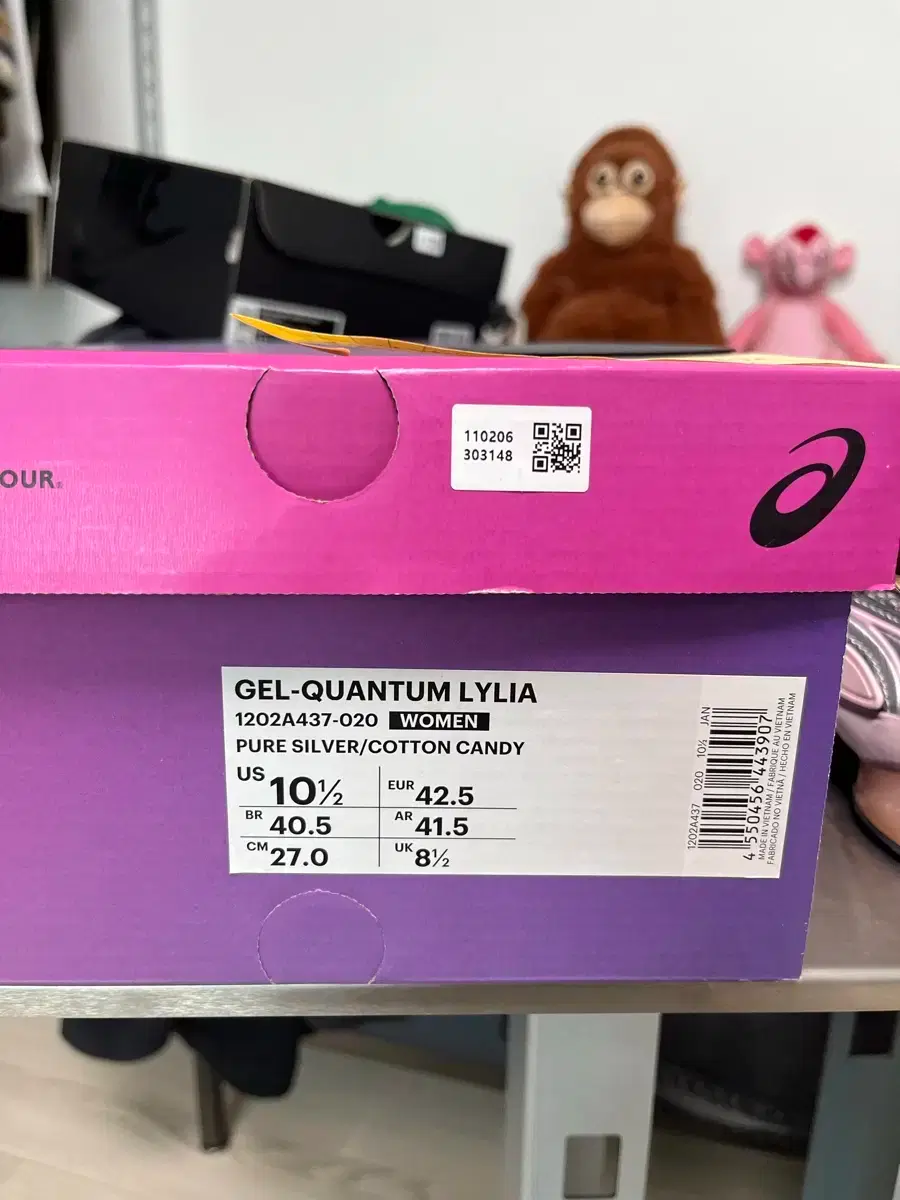 OUR.
110206
303148
GEL-QUANTUM LYLIA
1202A437-020 WOMEN
PURE SILVER/COTTON CANDY
US 10½ EUR 42.5
BR 40.5 AR 41.5
CM 27.0 UK 8½
1202A437 020 10½ JAN
4 550456 443907
MADE IN VIETNAM / FABRIQUÉ AU VIETNAM
FABRICADO NO VIETNÃ / HECHO EN VIETNAM